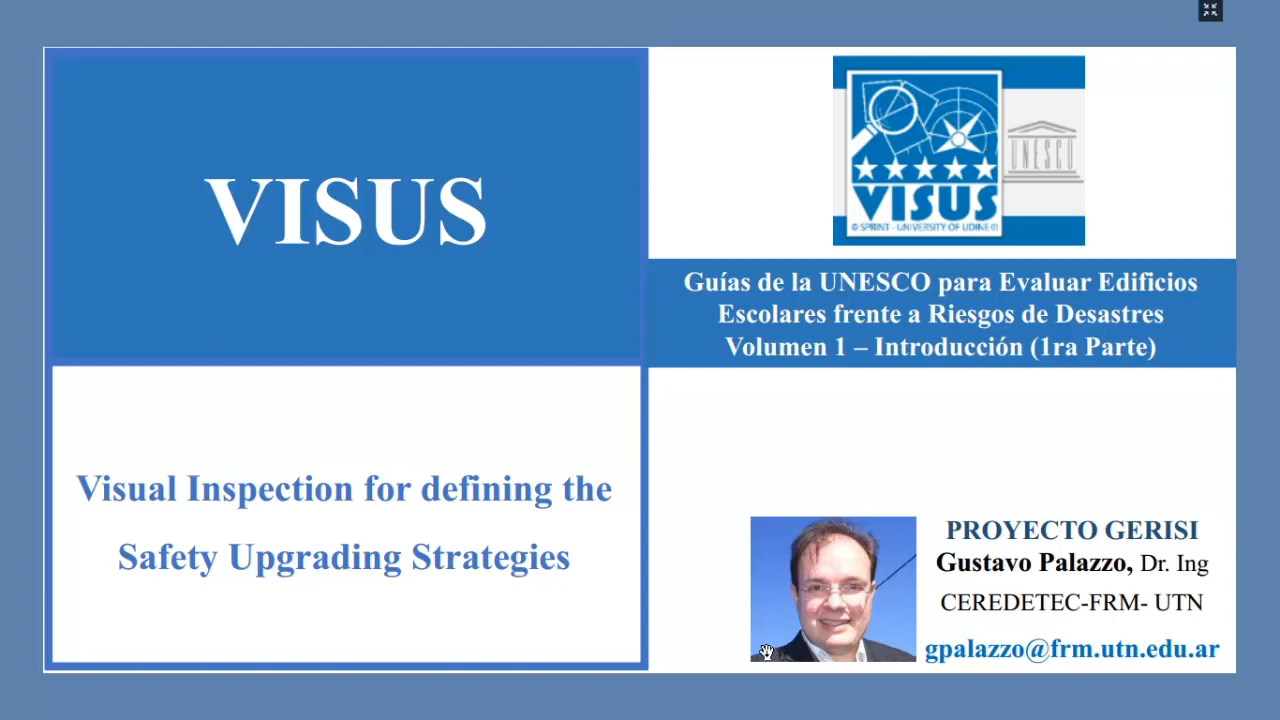 VISUS
Visual Inspection for defining the
Safety Upgrading Strategies
UNESCO
VISUS
© SPRINT - UNIVERSITY OF UDINE ®
Guías de la UNESCO para Evaluar Edificios
Escolares frente a Riesgos de Desastres
Volumen 1 – Introducción (1ra Parte)
PROYECTO GERISI
Gustavo Palazzo, Dr. Ing
CEREDETEC-FRM- UTN
gpalazzo@frm.utn.edu.ar